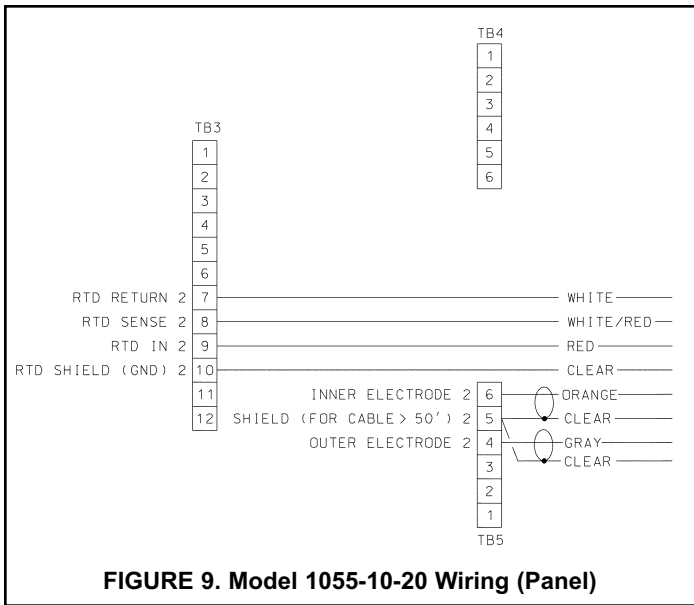 TB4
1
2
3
4
5
6
TB3
1
2
3
4
5
6
RTD RETURN 2 7 WHITE
RTD SENSE 2 8 WHITE/RED
RTD IN 2 9 RED
RTD SHIELD (GND) 2 10 CLEAR
11
12
INNER ELECTRODE 2 6 ORANGE
SHIELD (FOR CABLE > 50') 2 5 CLEAR
OUTER ELECTRODE 2 4 GRAY
CLEAR
3
2
1
TB5
FIGURE 9. Model 1055-10-20 Wiring (Panel)